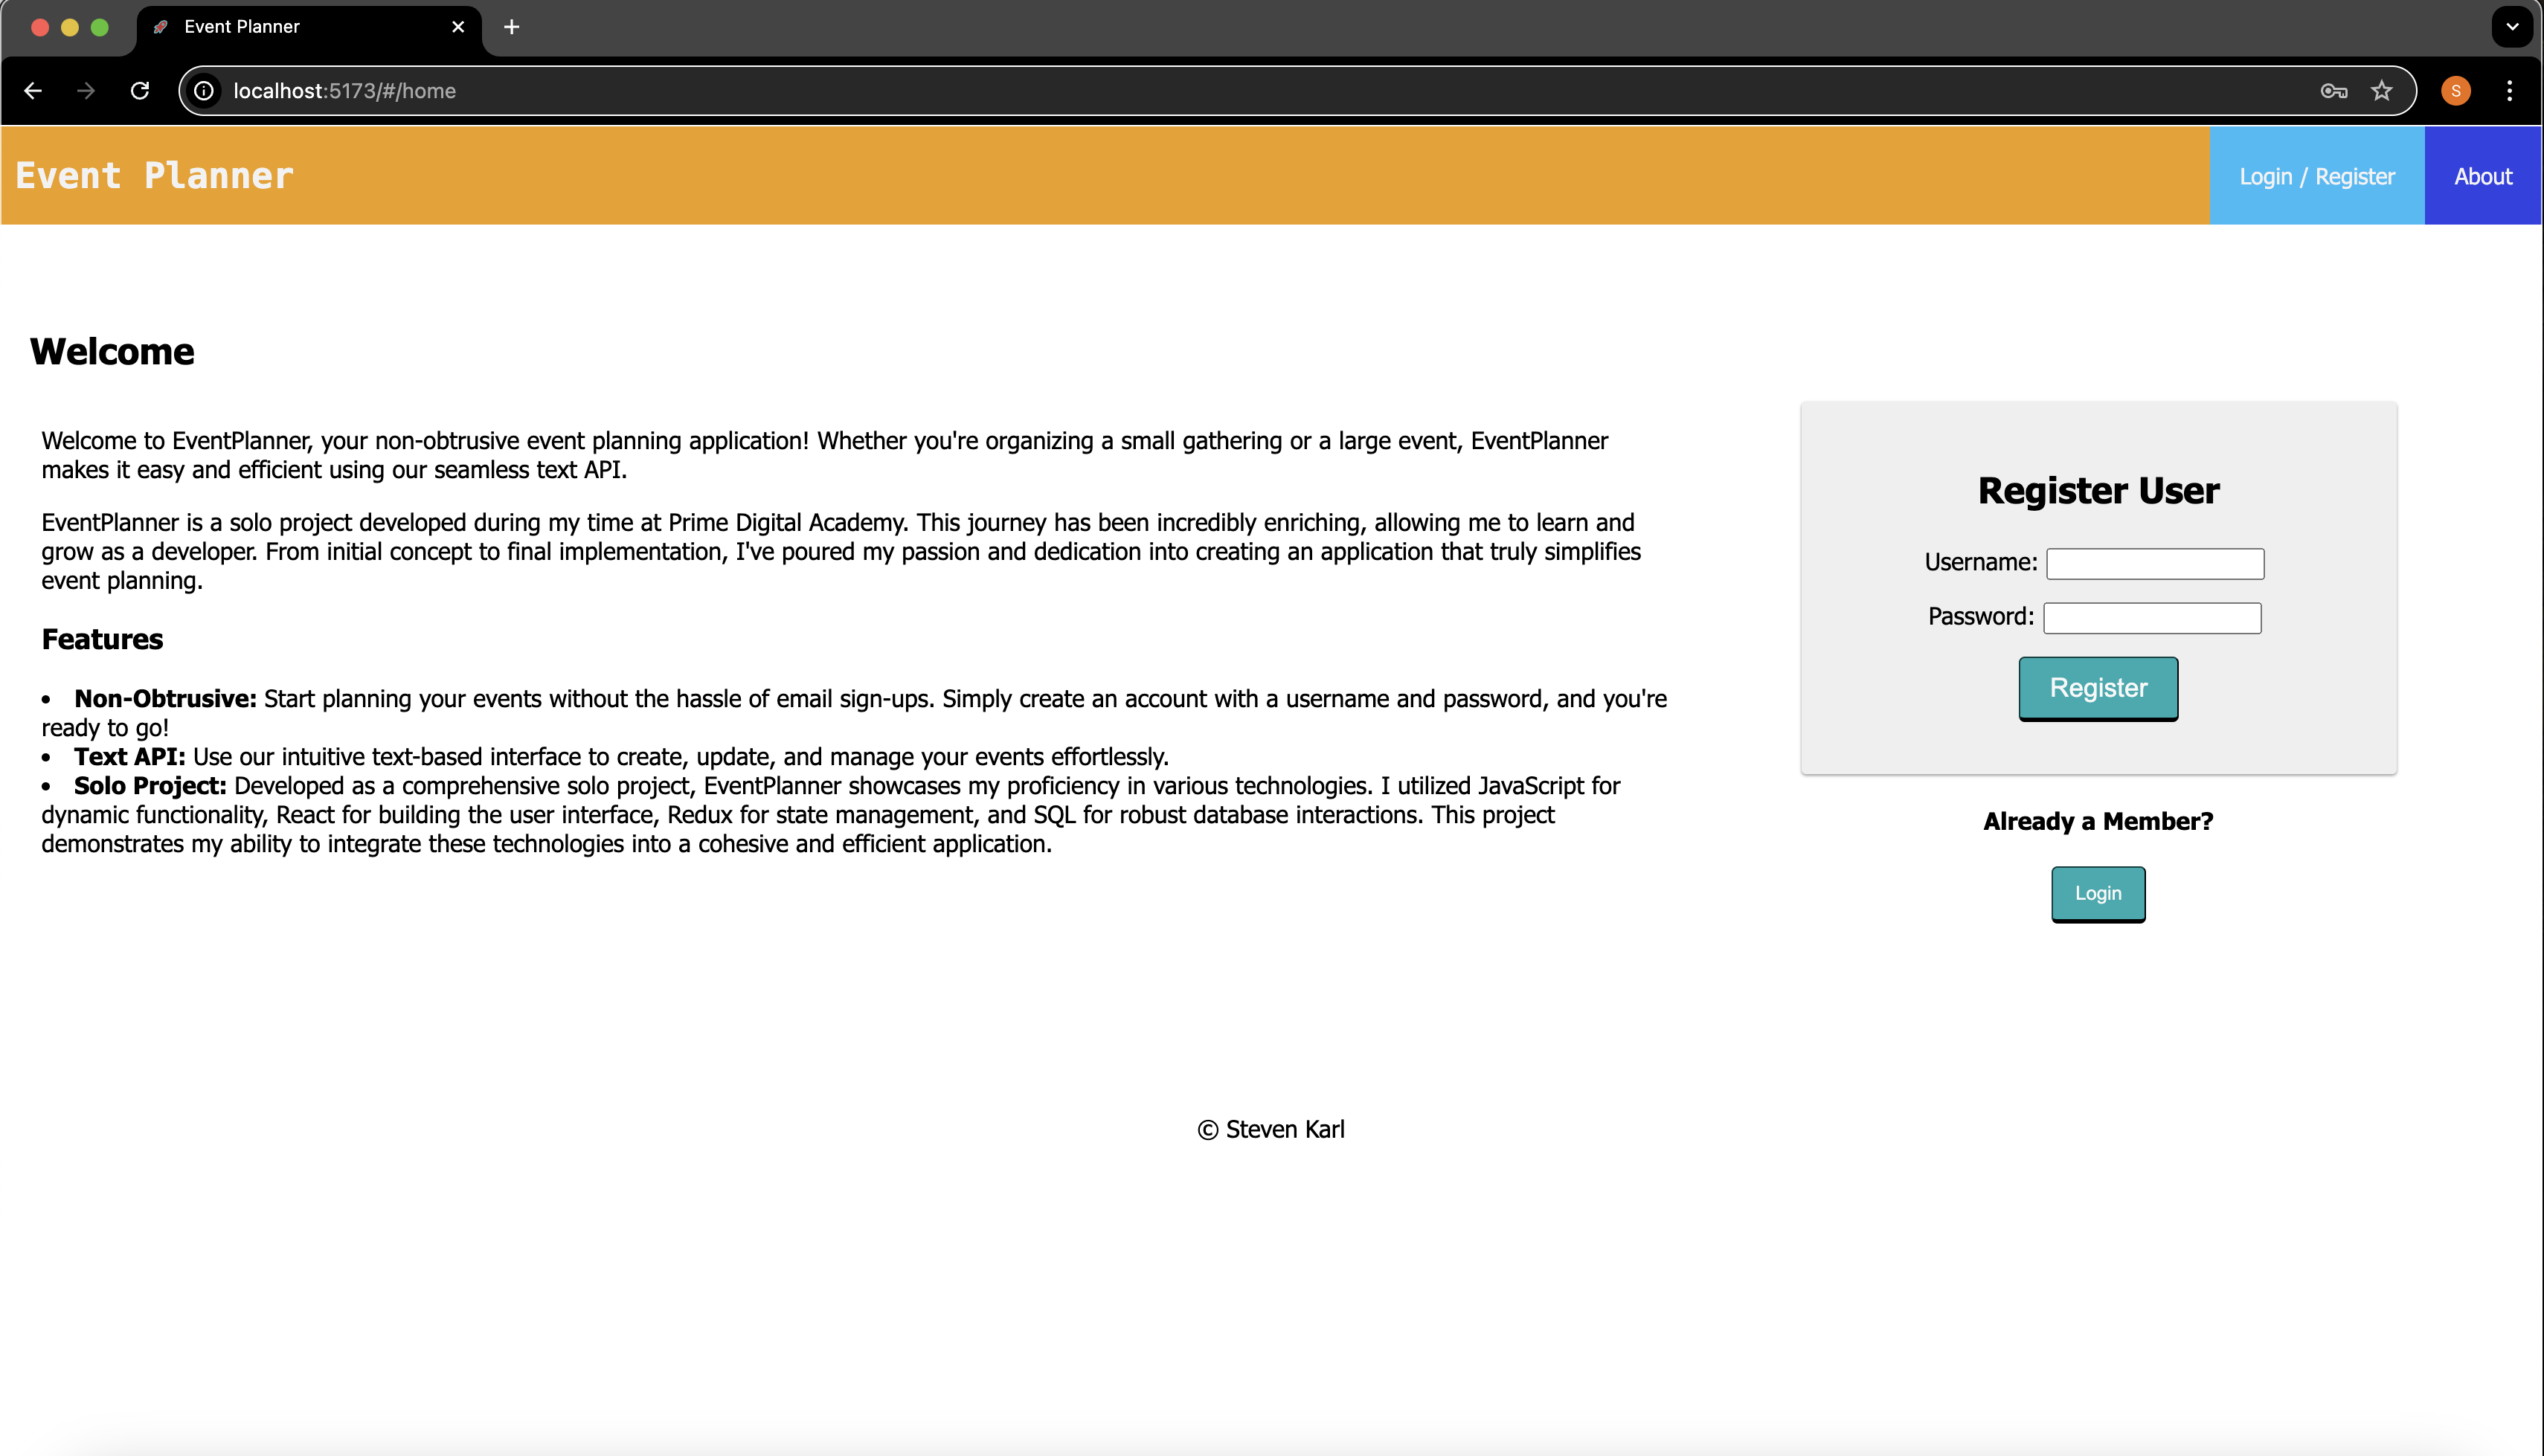 Event Planner
localhost:5173/#/home
S
Event Planner
Login / Register
About
Welcome
Welcome to EventPlanner, your non-obtrusive event planning application! Whether you're organizing a small gathering or a large event, EventPlanner
makes it easy and efficient using our seamless text API.
EventPlanner is a solo project developed during my time at Prime Digital Academy. This journey has been incredibly enriching, allowing me to learn and
grow as a developer. From initial concept to final implementation, I've poured my passion and dedication into creating an application that truly simplifies
event planning.
Features
• Non-Obtrusive: Start planning your events without the hassle of email sign-ups. Simply create an account with a username and password, and you're
ready to go!
• Text API: Use our intuitive text-based interface to create, update, and manage your events effortlessly.
• Solo Project: Developed as a comprehensive solo project, EventPlanner showcases my proficiency in various technologies. I utilized JavaScript for
dynamic functionality, React for building the user interface, Redux for state management, and SQL for robust database interactions. This project
demonstrates my ability to integrate these technologies into a cohesive and efficient application.
Register User
Username:
Password:
Register
Already a Member?
Login
© Steven Karl